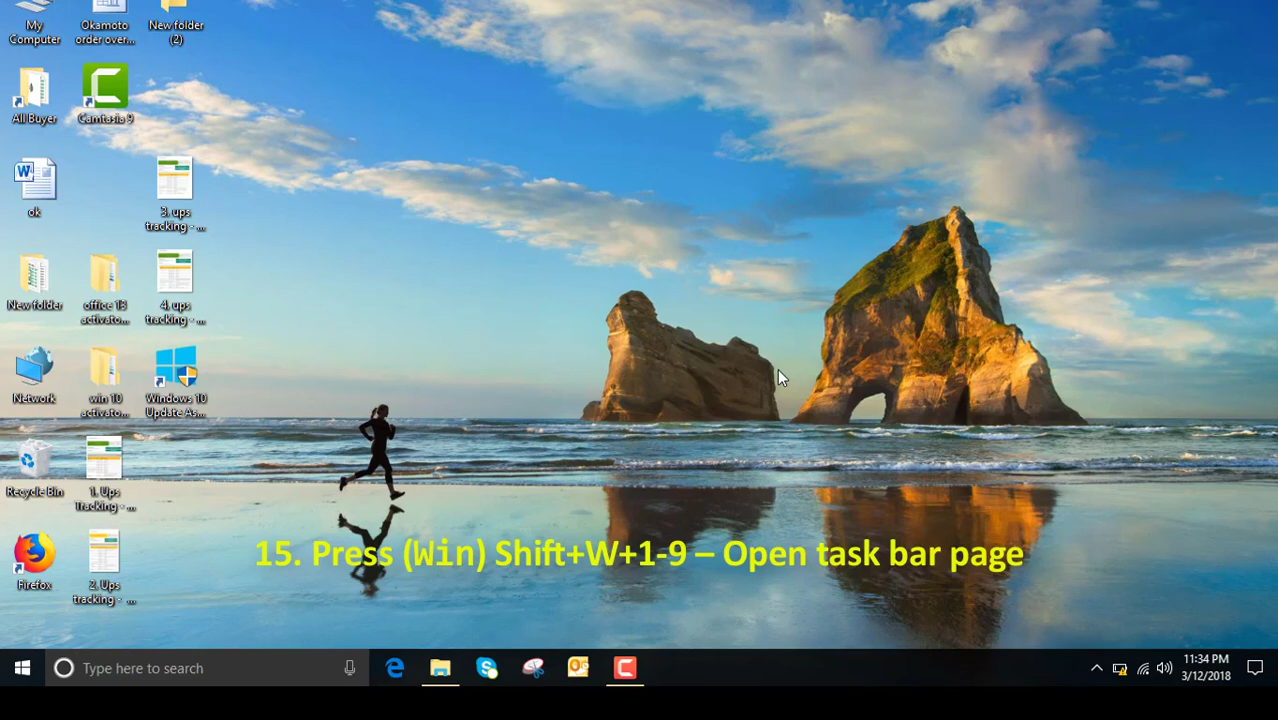 My
Computer
Okamoto
order over...
New folder
(2)
All Buyer
Camtasia 9
ok
3. ups
tracking - ...
New folder
office 13
activato...
4. ups
tracking - ...
Network
win 10
activato...
Windows 10
Update As...
Recycle Bin
1. Ups
Tracking - ...
Firefox
2. Ups
tracking - ...
15. Press (Win) Shift+W+1-9 – Open task bar page
Type here to search
11:34 PM
3/12/2018